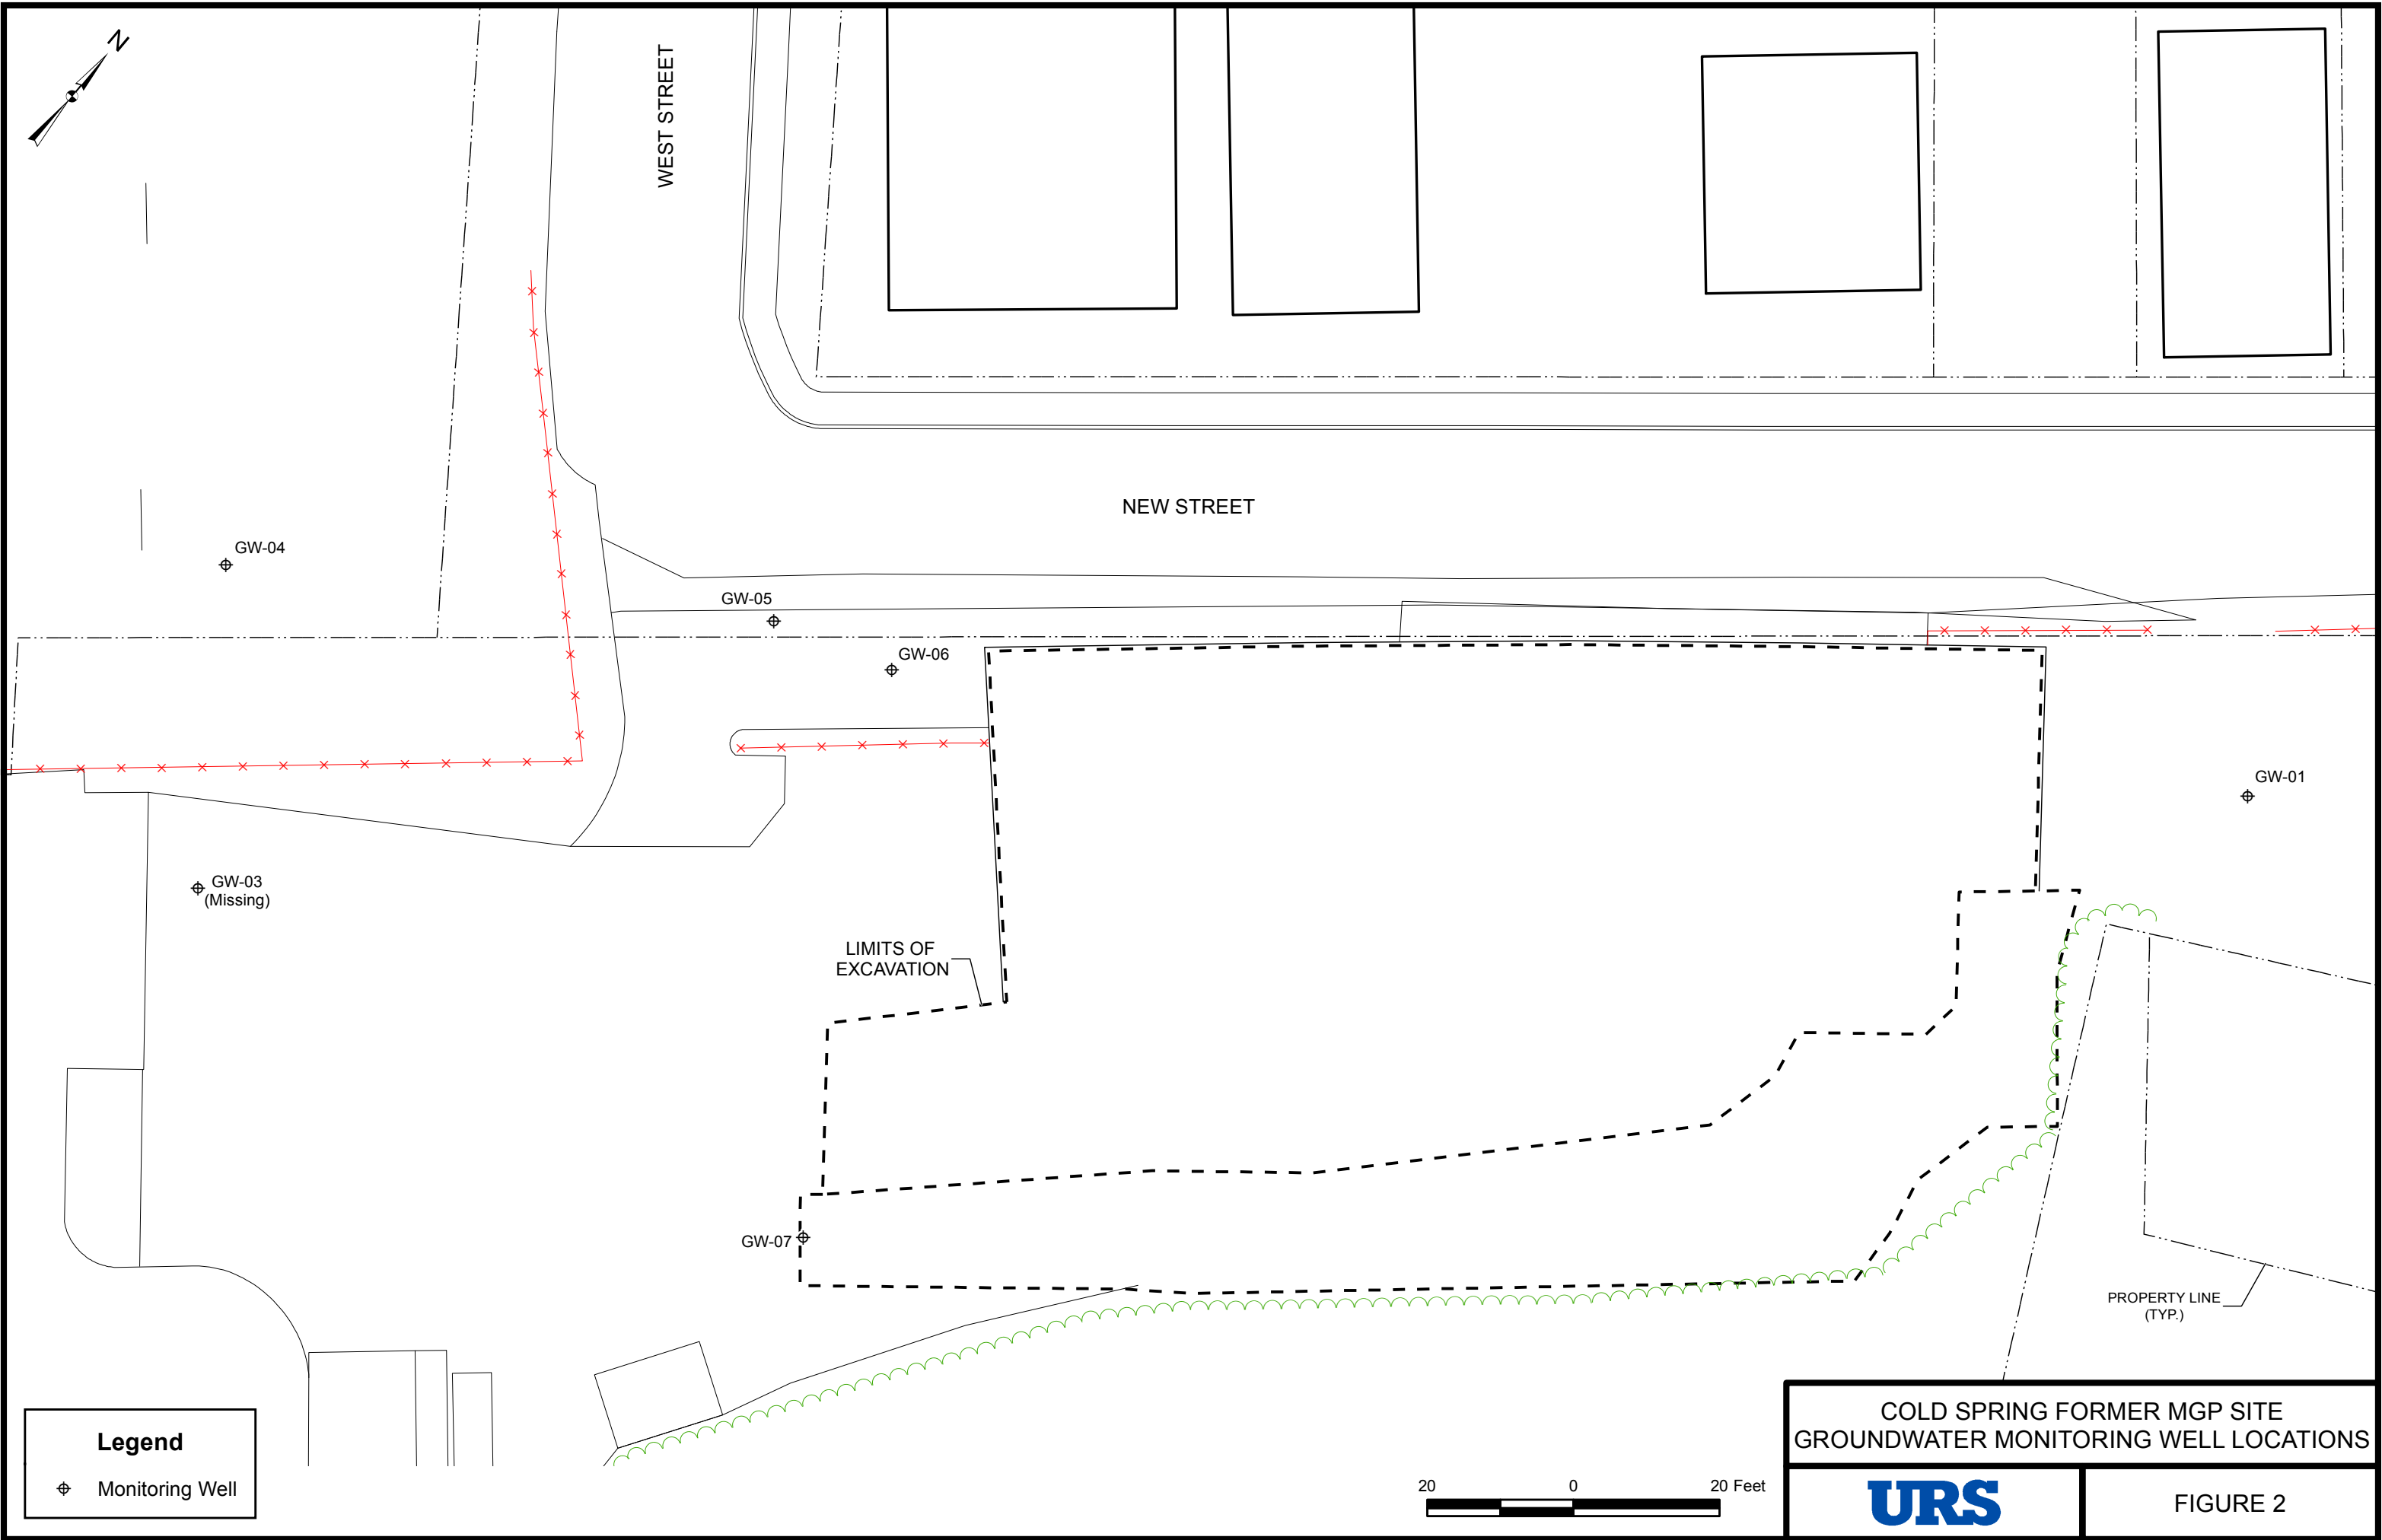 N
WEST STREET
NEW STREET
GW-04
GW-05
GW-06
GW-01
GW-03
(Missing)
LIMITS OF
EXCAVATION
GW-07
PROPERTY LINE
(TYP.)
Legend
Monitoring Well
20 0 20 Feet
COLD SPRING FORMER MGP SITE
GROUNDWATER MONITORING WELL LOCATIONS
URS
FIGURE 2